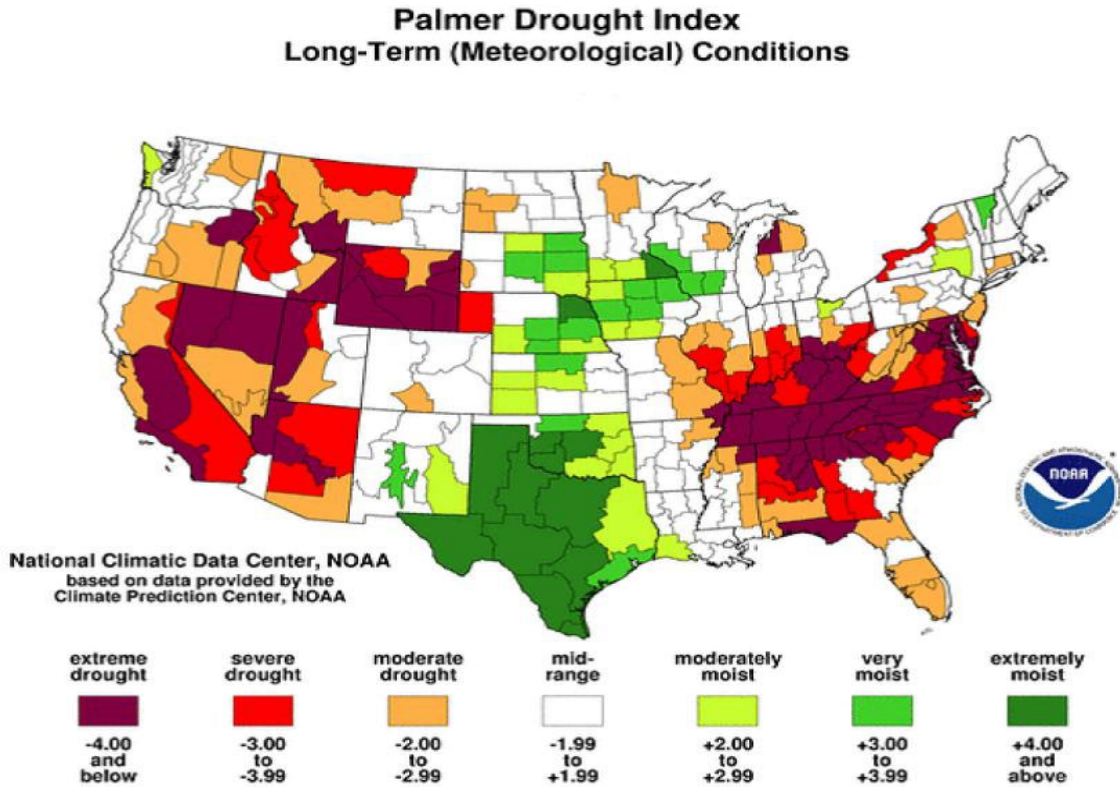 Palmer Drought Index
Long-Term (Meteorological) Conditions
NOAA
National Climatic Data Center, NOAA
based on data provided by the
Climate Prediction Center, NOAA
extreme drought
severe drought
moderate drought
mid-range
moderately moist
very moist
extremely moist
-4.00 and below
-3.00 to -3.99
-2.00 to -2.99
-1.99 to +1.99
+2.00 to +2.99
+3.00 to +3.99
+4.00 and above